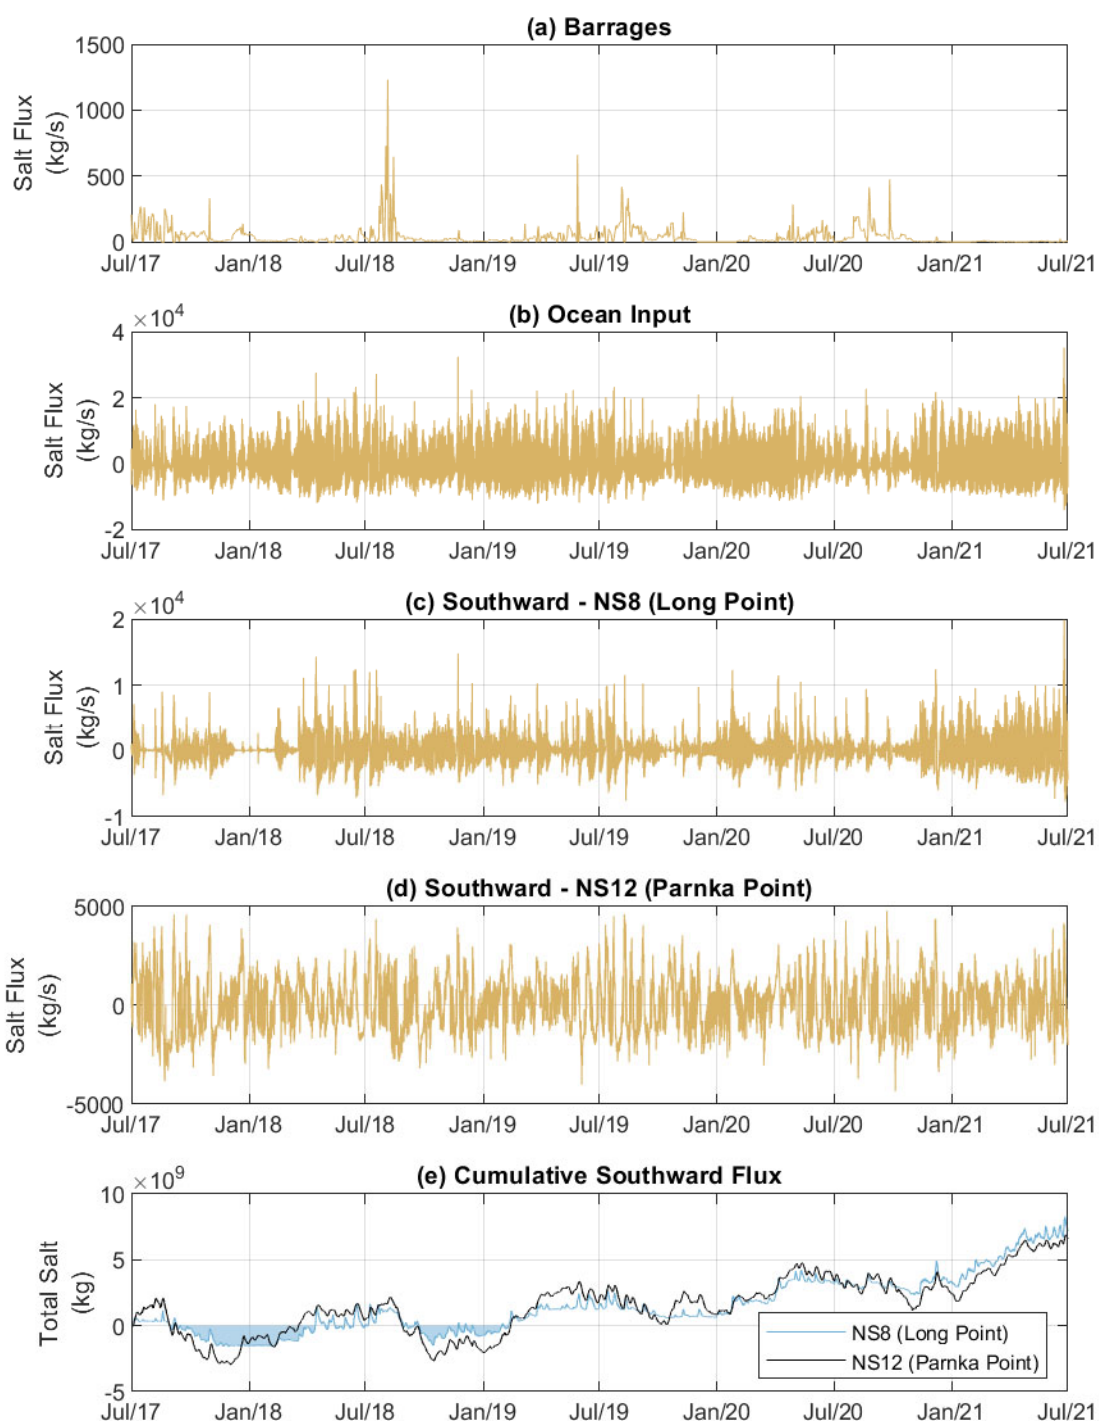 (a) Barrages
Salt Flux
(kg/s)
1500
1000
500
0
Jul/17 Jan/18 Jul/18 Jan/19 Jul/19 Jan/20 Jul/20 Jan/21 Jul/21
(b) Ocean Input
×10⁴
Salt Flux
(kg/s)
4
2
0
-2
Jul/17 Jan/18 Jul/18 Jan/19 Jul/19 Jan/20 Jul/20 Jan/21 Jul/21
(c) Southward - NS8 (Long Point)
×10⁴
Salt Flux
(kg/s)
2
1
0
-1
Jul/17 Jan/18 Jul/18 Jan/19 Jul/19 Jan/20 Jul/20 Jan/21 Jul/21
(d) Southward - NS12 (Parnka Point)
Salt Flux
(kg/s)
5000
0
-5000
Jul/17 Jan/18 Jul/18 Jan/19 Jul/19 Jan/20 Jul/20 Jan/21 Jul/21
(e) Cumulative Southward Flux
×10⁹
Total Salt
(kg)
10
5
0
-5
NS8 (Long Point)
NS12 (Parnka Point)
Jul/17 Jan/18 Jul/18 Jan/19 Jul/19 Jan/20 Jul/20 Jan/21 Jul/21